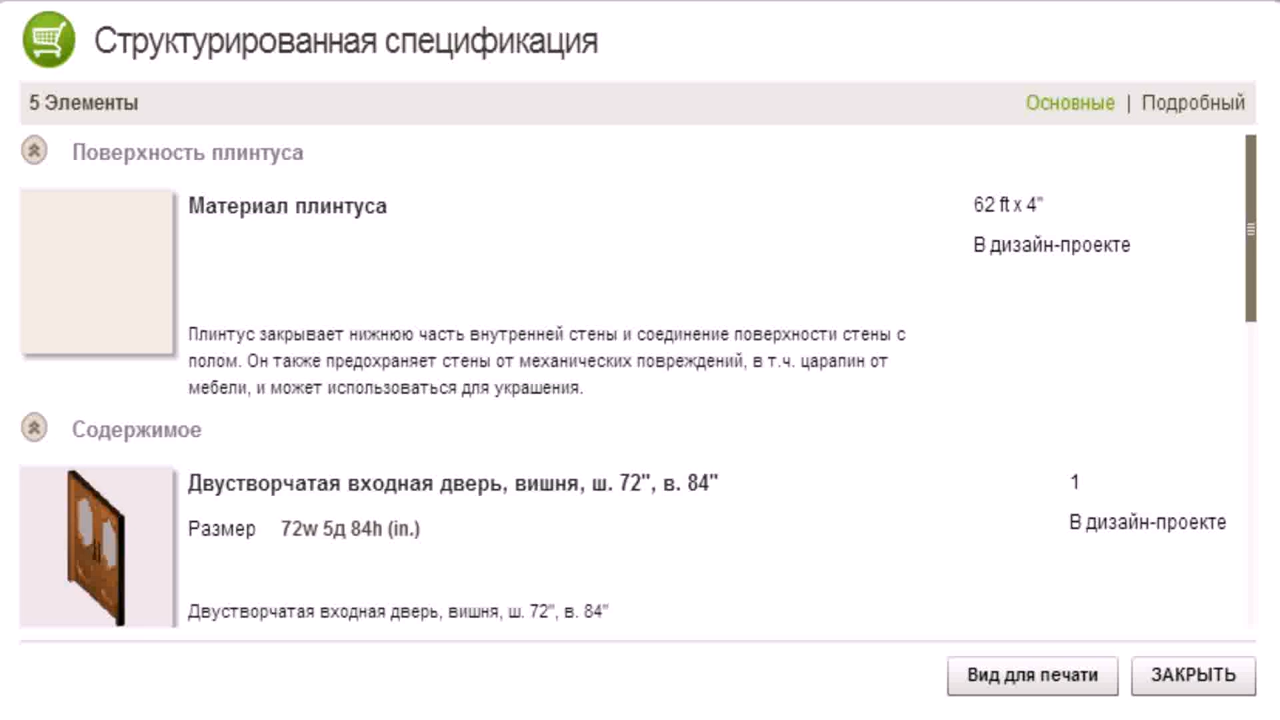 Структурированная спецификация
5 Элементы
Основные | Подробный
Поверхность плинтуса
Материал плинтуса
62 ft x 4"
В дизайн-проекте
Плинтус закрывает нижнюю часть внутренней стены и соединение поверхности стены с
полом. Он также предохраняет стены от механических повреждений, в т.ч. царапин от
мебели, и может использоваться для украшения.
Содержимое
Двустворчатая входная дверь, вишня, ш. 72", в. 84"
1
Размер 72w 5д 84h (in.)
В дизайн-проекте
Двустворчатая входная дверь, вишня, ш. 72", в. 84"
Вид для печати
ЗАКРЫТЬ